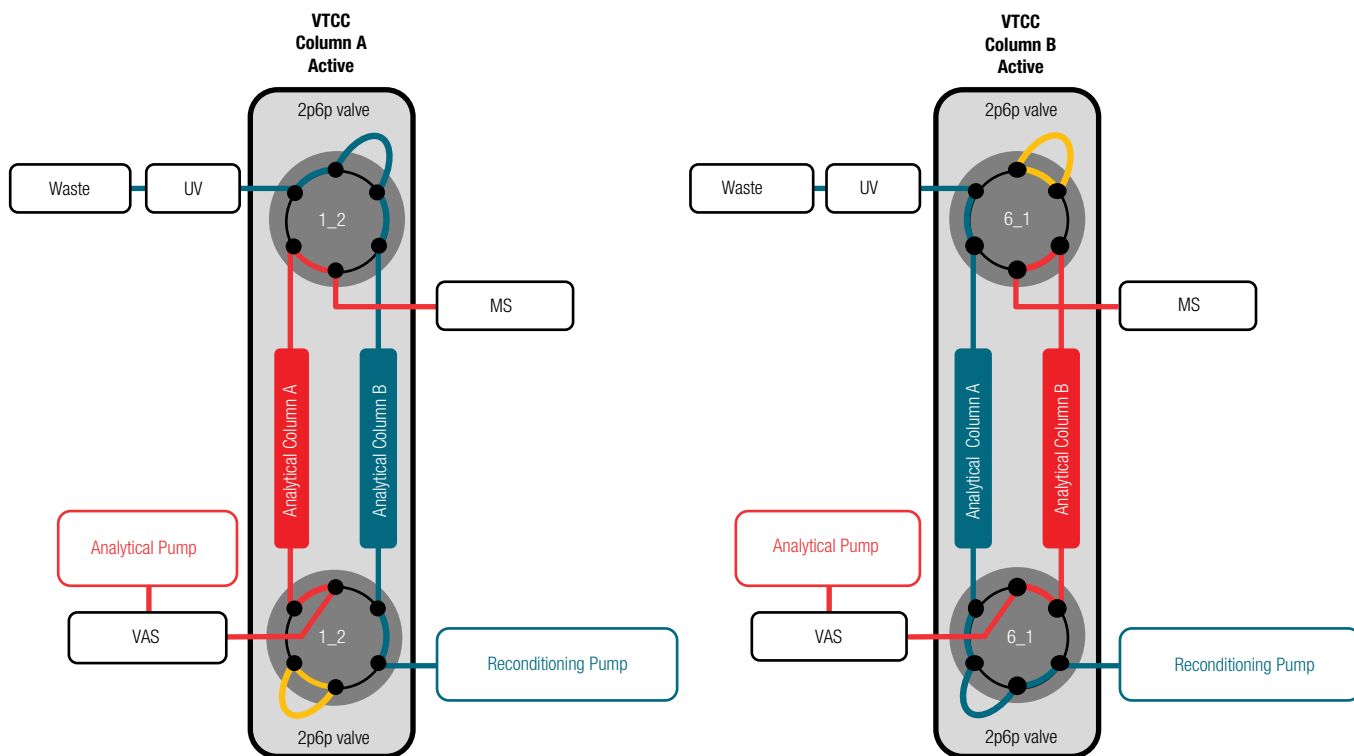 VTCC
Column A
Active
2p6p valve
Waste
UV
1_2
MS
Analytical Column A
Analytical Column B
Analytical Pump
VAS
1_2
Reconditioning Pump
2p6p valve
VTCC
Column B
Active
2p6p valve
Waste
UV
6_1
MS
Analytical Column A
Analytical Column B
Analytical Pump
VAS
6_1
Reconditioning Pump
2p6p valve